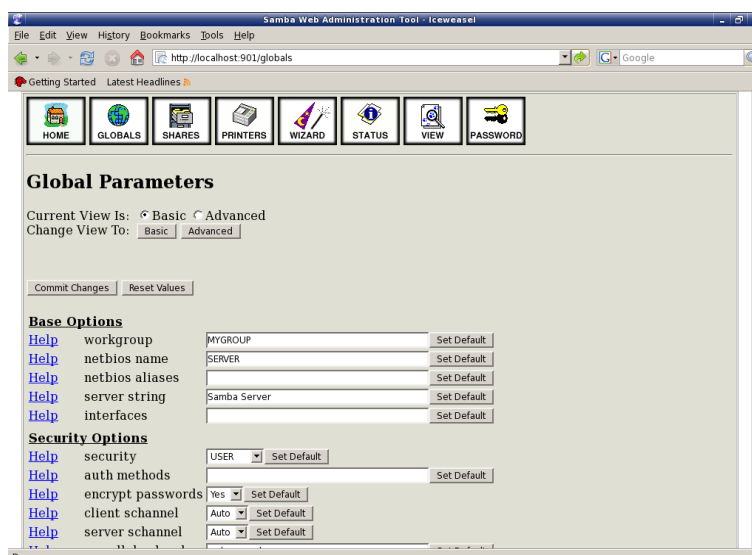 Samba Web Administration Tool - Iceweasel
File Edit View History Bookmarks Tools Help
http://localhost:901/globals
Google
Getting Started Latest Headlines
HOME GLOBALS SHARES PRINTERS WIZARD STATUS VIEW PASSWORD
Global Parameters
Current View Is: Basic Advanced
Change View To: Basic Advanced
Commit Changes Reset Values
Base Options
Help workgroup MYGROUP Set Default
Help netbios name SERVER Set Default
Help netbios aliases Set Default
Help server string Samba Server Set Default
Help interfaces Set Default
Security Options
Help security USER Set Default
Help auth methods Set Default
Help encrypt passwords Yes Set Default
Help client schannel Auto Set Default
Help server schannel Auto Set Default